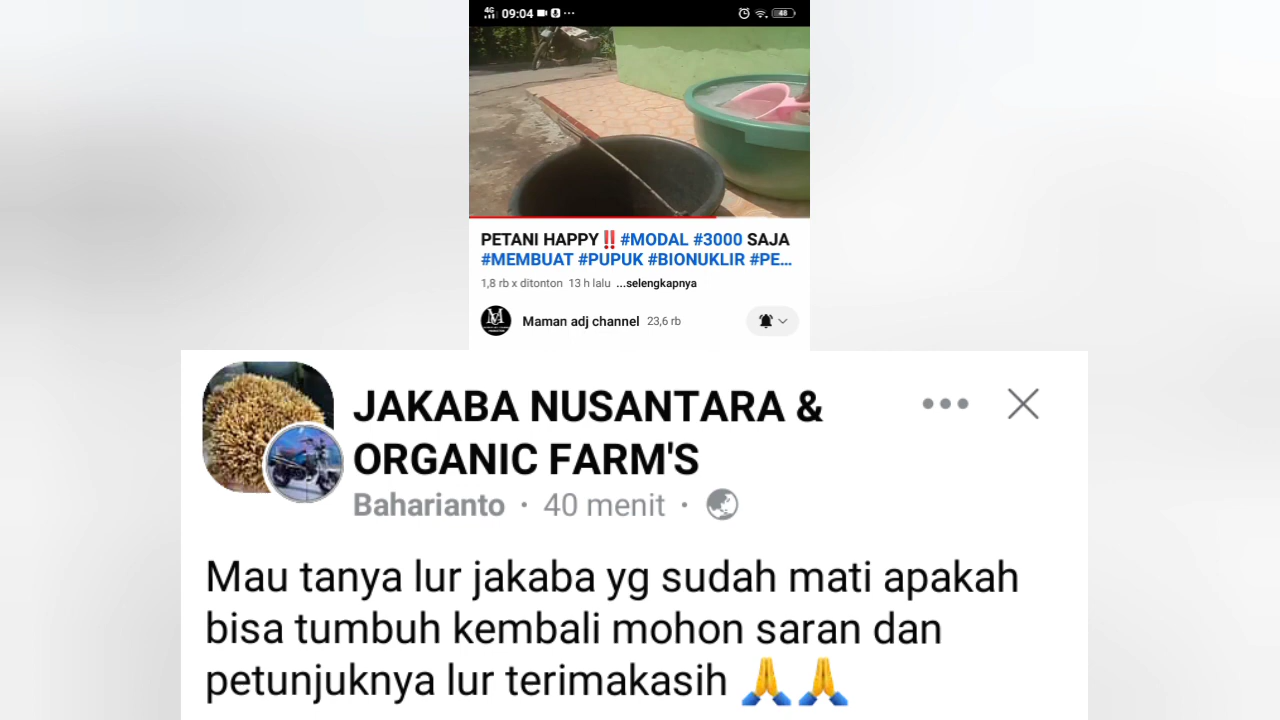 4G 09:04 ... 48
PETANI HAPPY‼️ #MODAL #3000 SAJA
#MEMBUAT #PUPUK #BIONUKLIR #PE...
1,8 rb x ditonton 13 h lalu ...selengkapnya
Maman adj channel 23,6 rb
JAKABA NUSANTARA &
ORGANIC FARM'S
Baharianto · 40 menit ·
Mau tanya lur jakaba yg sudah mati apakah
bisa tumbuh kembali mohon saran dan
petunjuknya lur terimakasih 🙏🙏